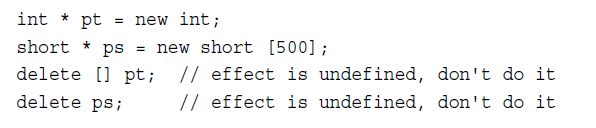 int * pt = new int;
short * ps = new short [500];
delete [] pt;  // effect is undefined, don't do it
delete ps;     // effect is undefined, don't do it